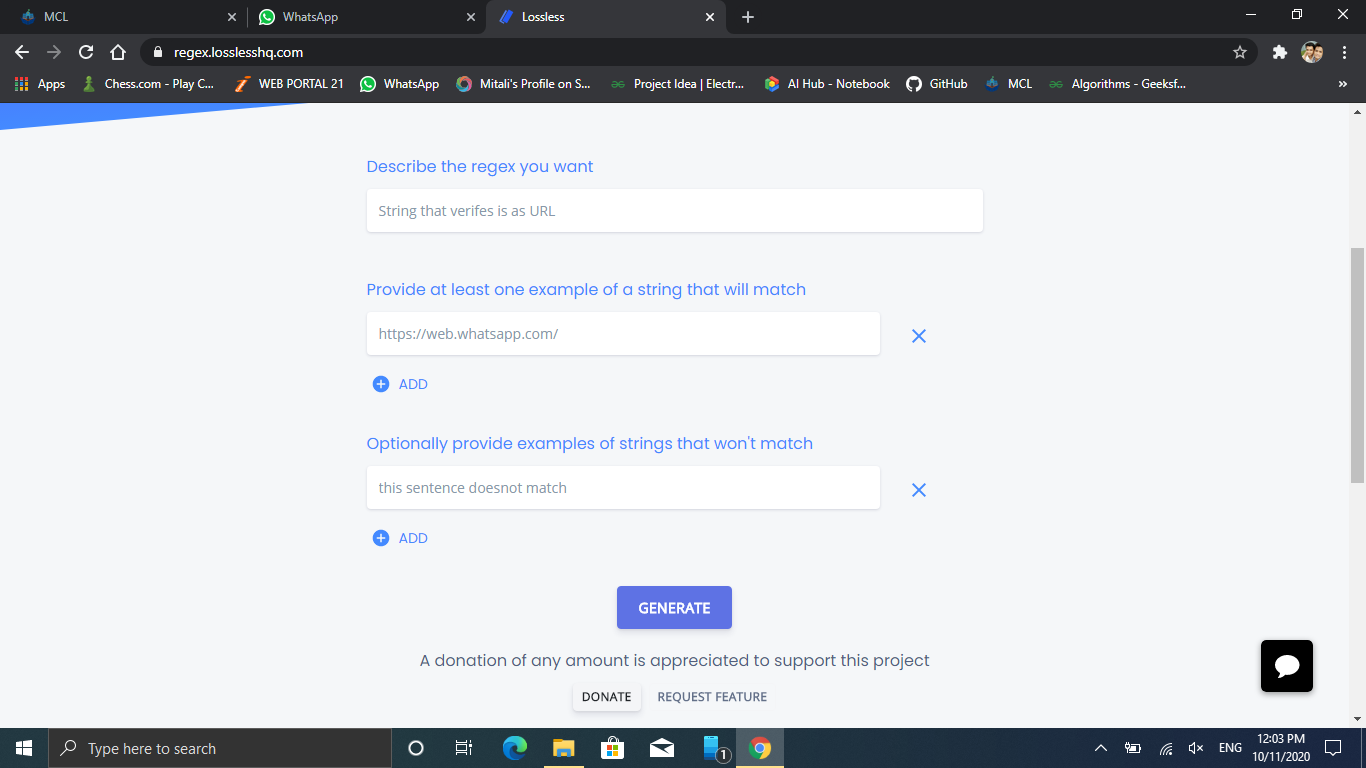 MCL
WhatsApp
Lossless
regex.losslesshq.com
Apps
Chess.com - Play C...
WEB PORTAL 21
WhatsApp
Mitali's Profile on S...
Project Idea | Electr...
AI Hub - Notebook
GitHub
MCL
Algorithms - Geeksf...
»
Describe the regex you want
String that verifes is as URL
Provide at least one example of a string that will match
https://web.whatsapp.com/
ADD
Optionally provide examples of strings that won't match
this sentence doesnot match
ADD
GENERATE
A donation of any amount is appreciated to support this project
DONATE
REQUEST FEATURE
Type here to search
1
ENG
12:03 PM
10/11/2020